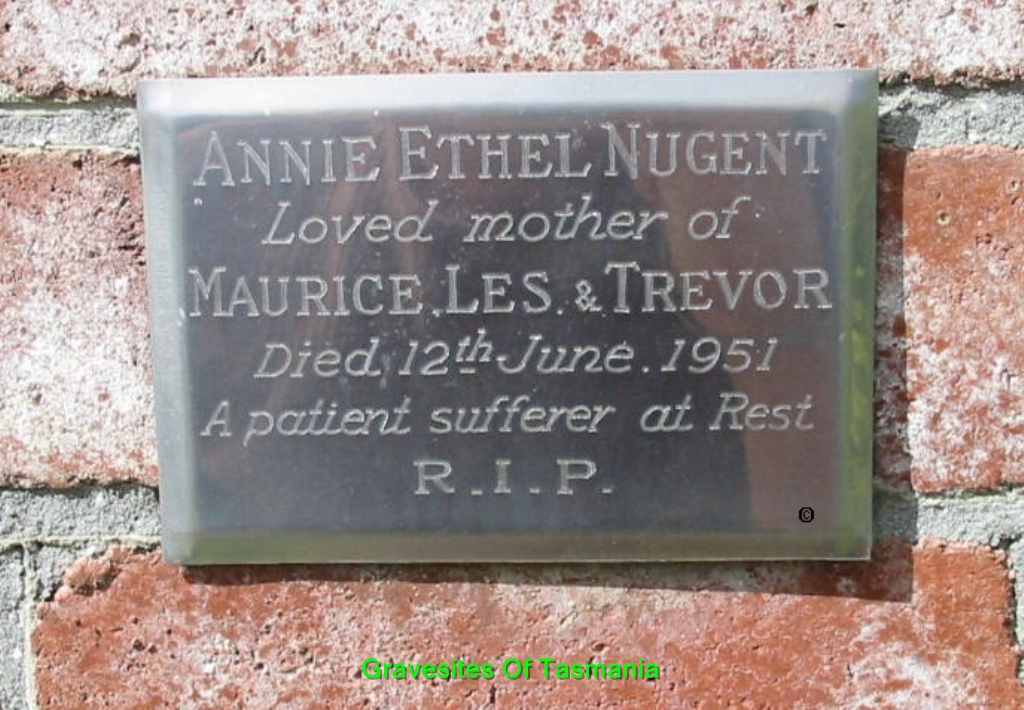 ANNIE ETHEL NUGENT
Loved mother of
MAURICE, LES. & TREVOR
Died 12th June. 1951
A patient sufferer at Rest
R.I.P.
©
Gravesites Of Tasmania